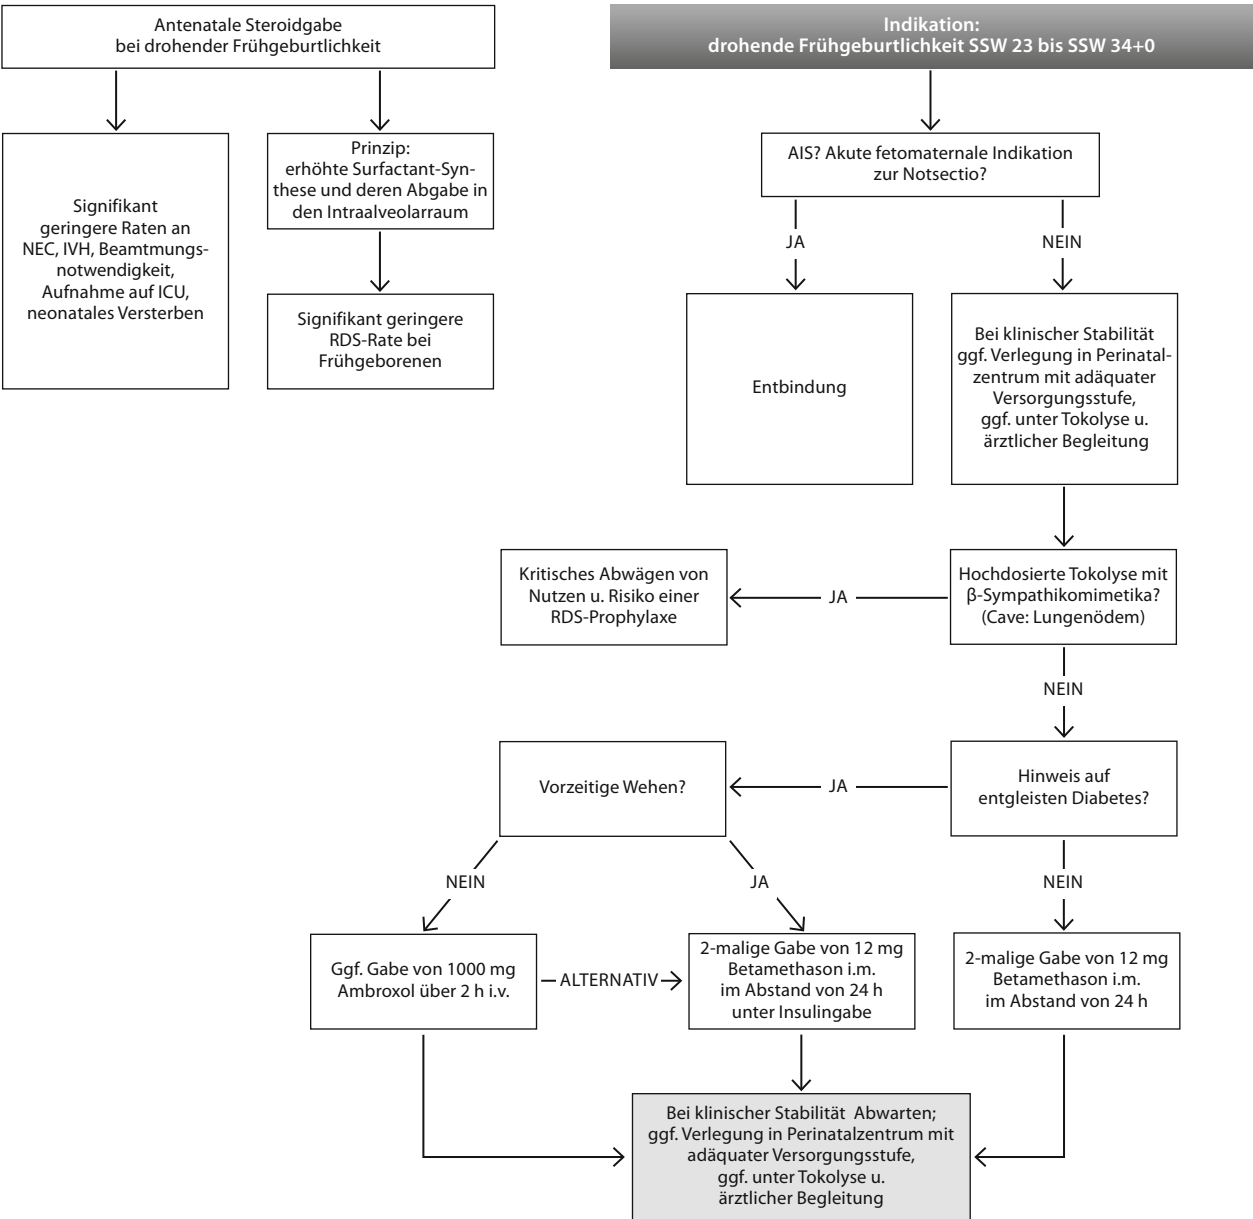 Antenatale Steroidgabe
bei drohender Frühgeburtlichkeit
Signifikant
geringere Raten an
NEC, IVH, Beamtmungs-
notwendigkeit,
Aufnahme auf ICU,
neonatales Versterben
Prinzip:
erhöhte Surfactant-Syn-
these und deren Abgabe in
den Intraalveolarraum
Signifikant geringere
RDS-Rate bei
Frühgeborenen
Indikation:
drohende Frühgeburtlichkeit SSW 23 bis SSW 34+0
AIS? Akute fetomaternale Indikation
zur Notsectio?
JA
NEIN
Entbindung
Bei klinischer Stabilität
ggf. Verlegung in Perinatal-
zentrum mit adäquater
Versorgungsstufe,
ggf. unter Tokolyse u.
ärztlicher Begleitung
Hochdosierte Tokolyse mit
β-Sympathikomimetika?
(Cave: Lungenödem)
JA
Kritisches Abwägen von
Nutzen u. Risiko einer
RDS-Prophylaxe
NEIN
Hinweis auf
entgleisten Diabetes?
JA
Vorzeitige Wehen?
NEIN
JA
NEIN
Ggf. Gabe von 1000 mg
Ambroxol über 2 h i.v.
ALTERNATIV
2-malige Gabe von 12 mg
Betamethason i.m.
im Abstand von 24 h
unter Insulingabe
2-malige Gabe von 12 mg
Betamethason i.m.
im Abstand von 24 h
Bei klinischer Stabilität Abwarten;
ggf. Verlegung in Perinatalzentrum mit
adäquater Versorgungsstufe,
ggf. unter Tokolyse u.
ärztlicher Begleitung